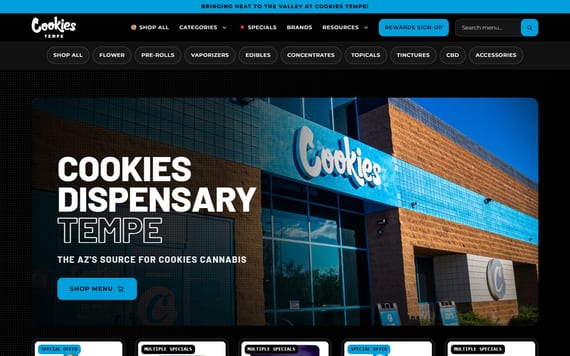 BRINGING HEAT TO THE VALLEY AT COOKIES TEMPE!
Cookies
TEMPE
SHOP ALL
CATEGORIES
SPECIALS
BRANDS
RESOURCES
REWARDS SIGN-UP
Search menu...
SHOP ALL
FLOWER
PRE-ROLLS
VAPORIZERS
EDIBLES
CONCENTRATES
TOPICALS
TINCTURES
CBD
ACCESSORIES
Cookies
COOKIES
DISPENSARY
TEMPE
THE AZ'S SOURCE FOR COOKIES CANNABIS
SHOP MENU
C
SPECIAL OFFER
MULTIPLE SPECIALS
MULTIPLE SPECIALS
SPECIAL OFFER
MULTIPLE SPECIALS